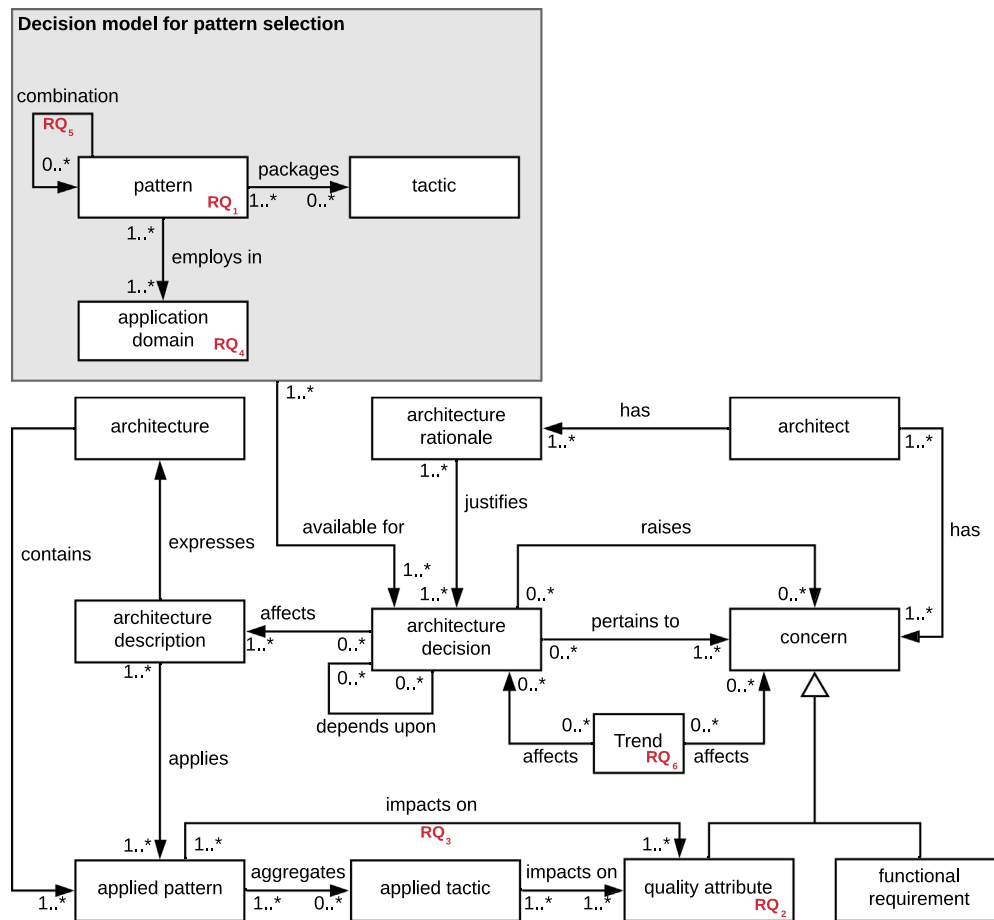 Decision model for pattern selection
combination
RQ5
0..*
pattern
RQ1
packages
1..*
0..*
tactic
1..*
employs in
1..*
application
domain
RQ4
1..*
architecture
architecture
rationale
has
1..*
architect
1..*
1..*
justifies
contains
expresses
available for
raises
has
1..*
1..*
0..*
0..*
1..*
architecture
description
affects
1..*
0..*
architecture
decision
pertains to
0..*
1..*
concern
1..*
0..*
0..*
depends upon
0..*
0..*
0..*
0..*
Trend
RQ6
affects
affects
applies
impacts on
RQ3
1..*
1..*
1..*
1..*
applied pattern
aggregates
1..*
0..*
applied tactic
impacts on
1..*
1..*
quality attribute
RQ2
functional
requirement